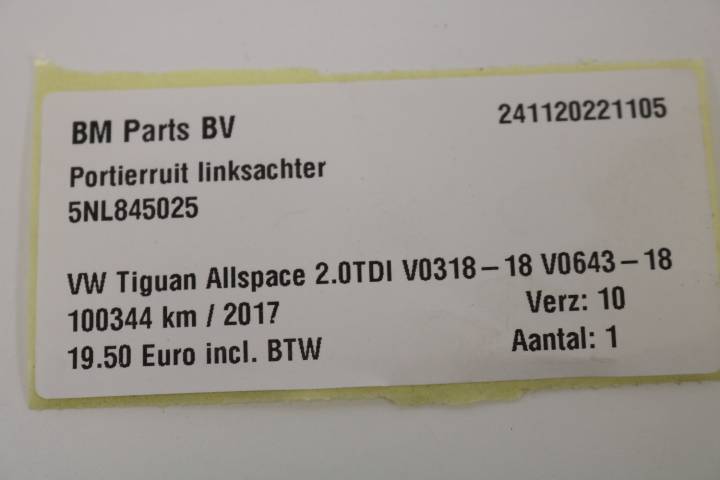 BM Parts BV 241120221105
Portierruit linksachter
5NL845025
VW Tiguan Allspace 2.0TDI V0318-18 V0643-18
100344 km / 2017 Verz: 10
19.50 Euro incl. BTW Aantal: 1